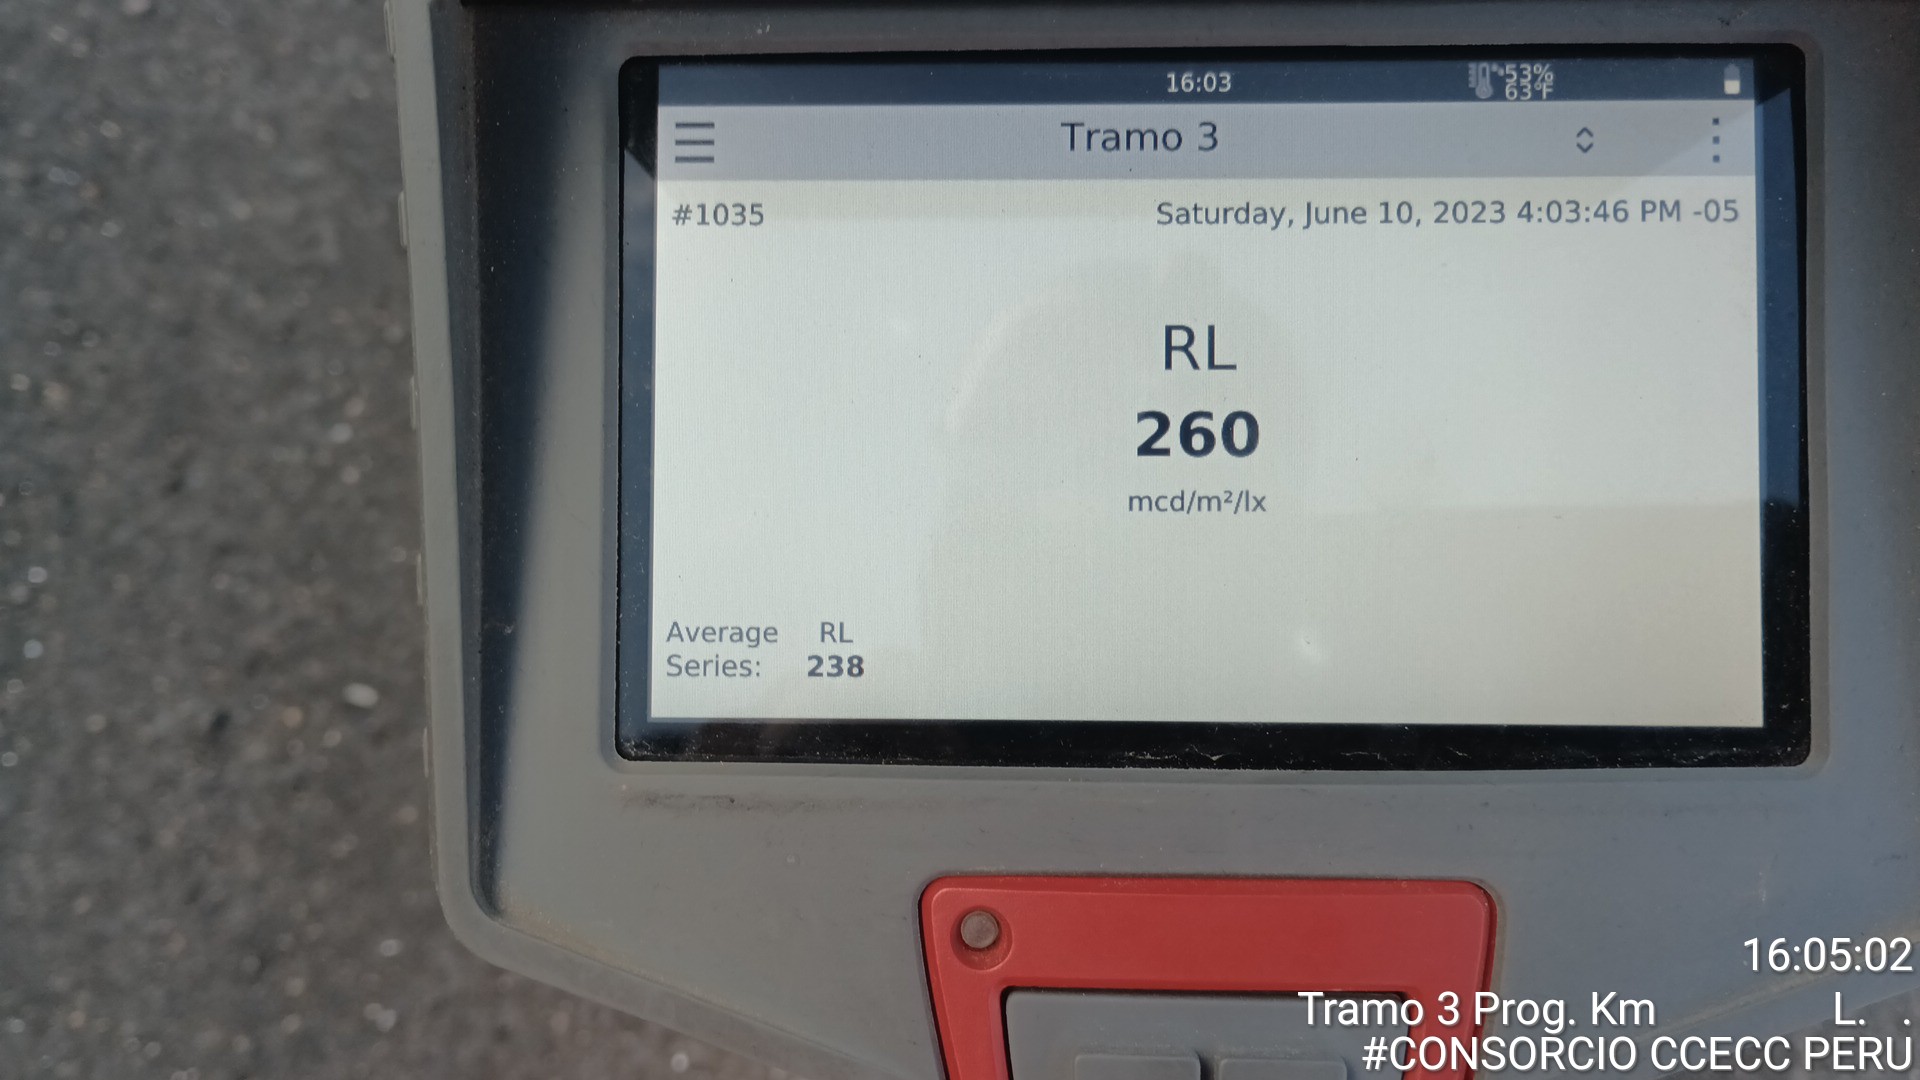 16:03
53%
63°F
Tramo 3
#1035
Saturday, June 10, 2023 4:03:46 PM -05
RL
260
mcd/m²/lx
Average RL
Series: 238
16:05:02
Tramo 3 Prog. Km L. .
#CONSORCIO CCECC PERU